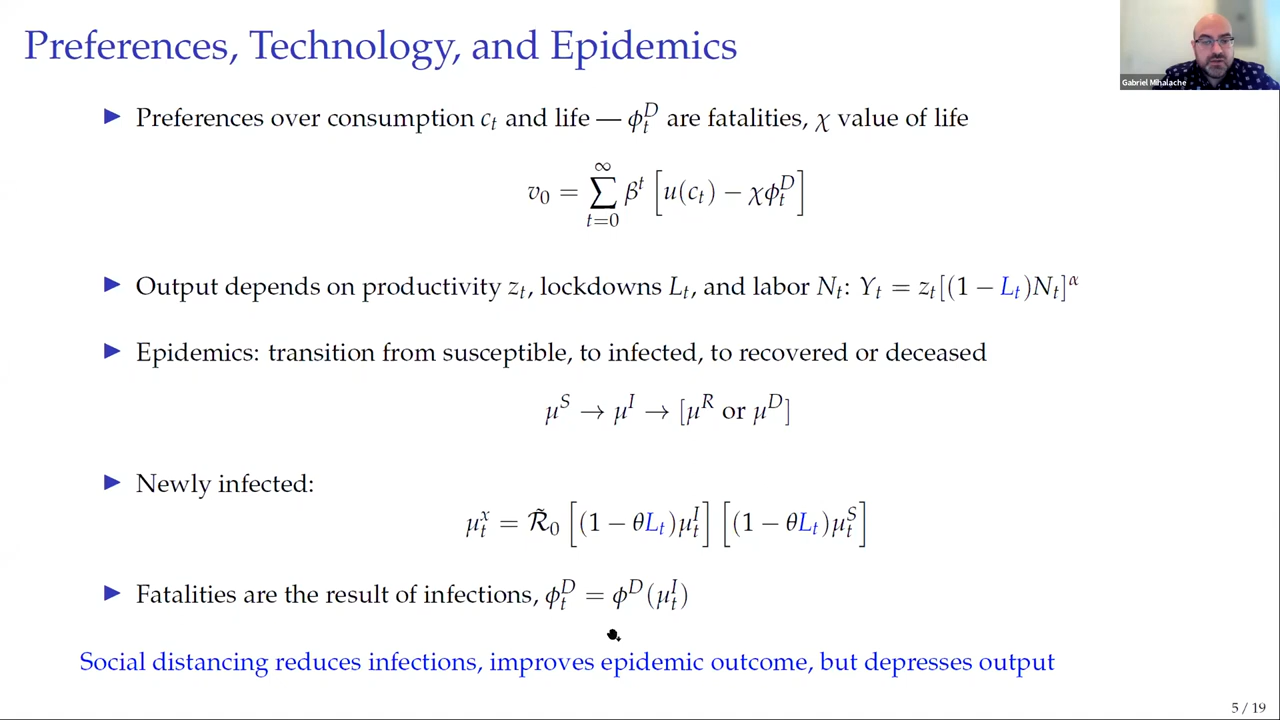 Preferences, Technology, and Epidemics
Gabriel Mihalache
▶ Preferences over consumption c_t and life — ϕ_t^D are fatalities, χ value of life
v_0 = ∑_{t=0}^{∞} β^t [u(c_t) − χϕ_t^D]
▶ Output depends on productivity z_t, lockdowns L_t, and labor N_t: Y_t = z_t[(1 − L_t)N_t]^α
▶ Epidemics: transition from susceptible, to infected, to recovered or deceased
μ^S → μ^I → [μ^R or μ^D]
▶ Newly infected:
μ_t^x = R̃_0 [(1 − θL_t)μ_t^I] [(1 − θL_t)μ_t^S]
▶ Fatalities are the result of infections, ϕ_t^D = ϕ^D(μ_t^I)
Social distancing reduces infections, improves epidemic outcome, but depresses output
5 / 19